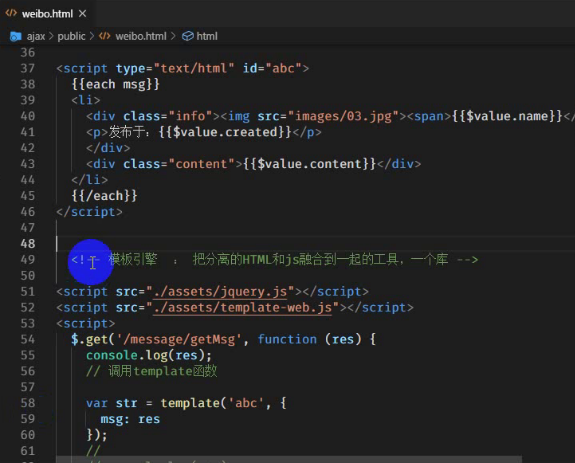 weibo.html
ajax > public > weibo.html > html
36
37 <script type="text/html" id="abc">
38 {{each msg}}
39 <li>
40 <div class="info"><img src="images/03.jpg"><span>{{$value.name}}</
41 <p>发布于：{{$value.created}}</p>
42 </div>
43 <div class="content">{{$value.content}}</div>
44 </li>
45 {{/each}}
46 </script>
47
48
49 <!-- 模板引擎 ： 把分离的HTML和js融合到一起的工具，一个库 -->
50
51 <script src="./assets/jquery.js"></script>
52 <script src="./assets/template-web.js"></script>
53 <script>
54 $.get('/message/getMsg', function (res) {
55 console.log(res);
56 // 调用template函数
57
58 var str = template('abc', {
59 msg: res
60 });
61 //